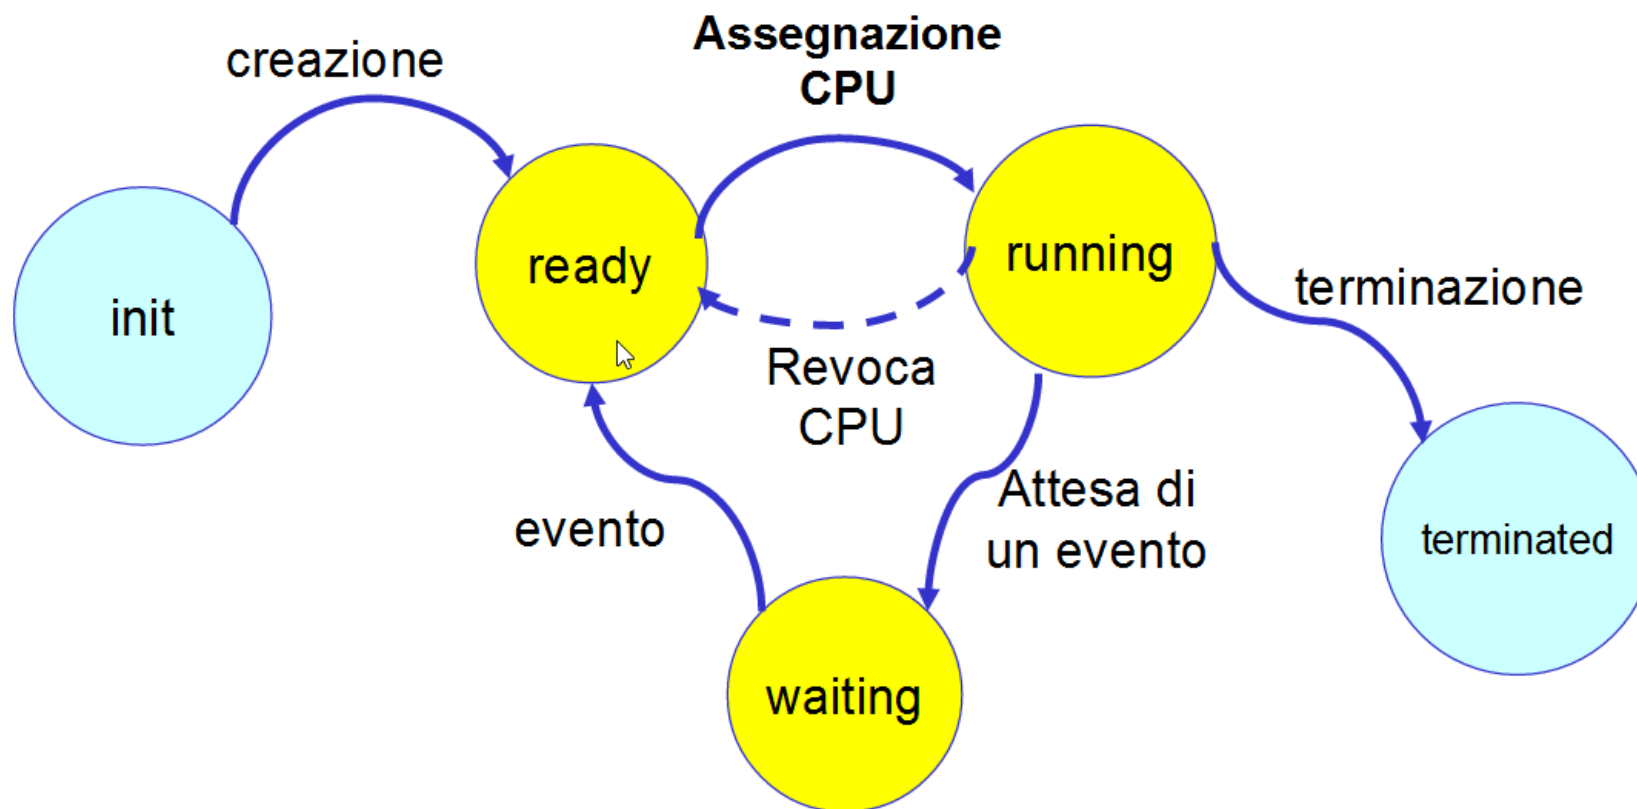 creazione
Assegnazione
CPU
init
ready
running
terminazione
Revoca
CPU
evento
Attesa di
un evento
terminated
waiting